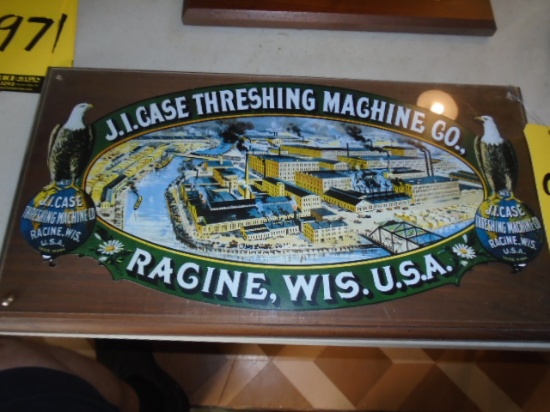 971
J.I. CASE THRESHING MACHINE CO.,
RACINE, WIS. U.S.A.
J.I. CASE
THRESHING MACHINE CO.
RACINE, WIS.
U.S.A.
J.I. CASE
THRESHING MACHINE CO.
RACINE, WIS.
U.S.A.